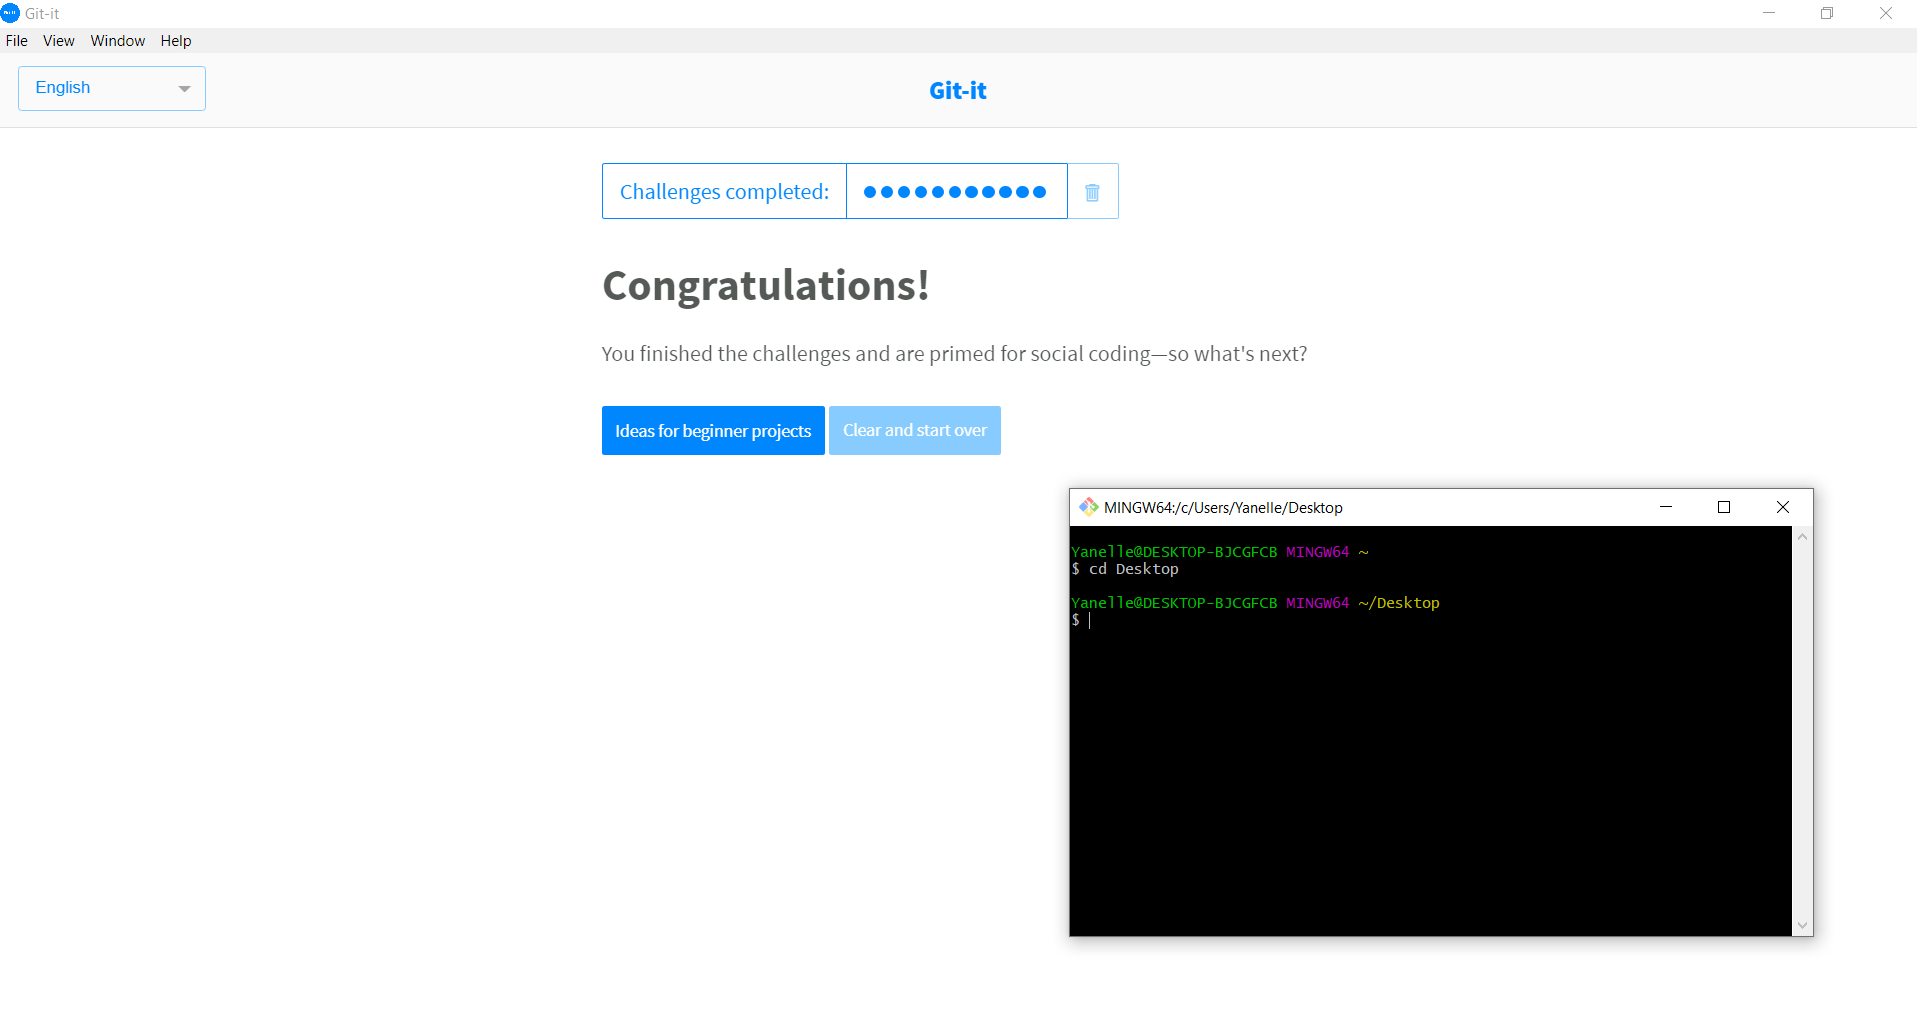 Git-it
File View Window Help
English
Git-it
Challenges completed:
Congratulations!
You finished the challenges and are primed for social coding—so what's next?
Ideas for beginner projects
Clear and start over
MINGW64:/c/Users/Yanelle/Desktop
Yanelle@DESKTOP-BJCGFCB MINGW64 ~
$ cd Desktop
Yanelle@DESKTOP-BJCGFCB MINGW64 ~/Desktop
$